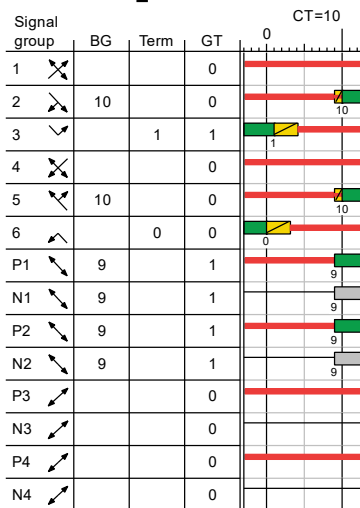 CT=10
Signal
group BG Term GT 0
1 0
2 10 0 10
3 1 1 1
4 0
5 10 0 10
6 0 0 0
P1 9 1 9
N1 9 1 9
P2 9 1 9
N2 9 1 9
P3 0
N3 0
P4 0
N4 0